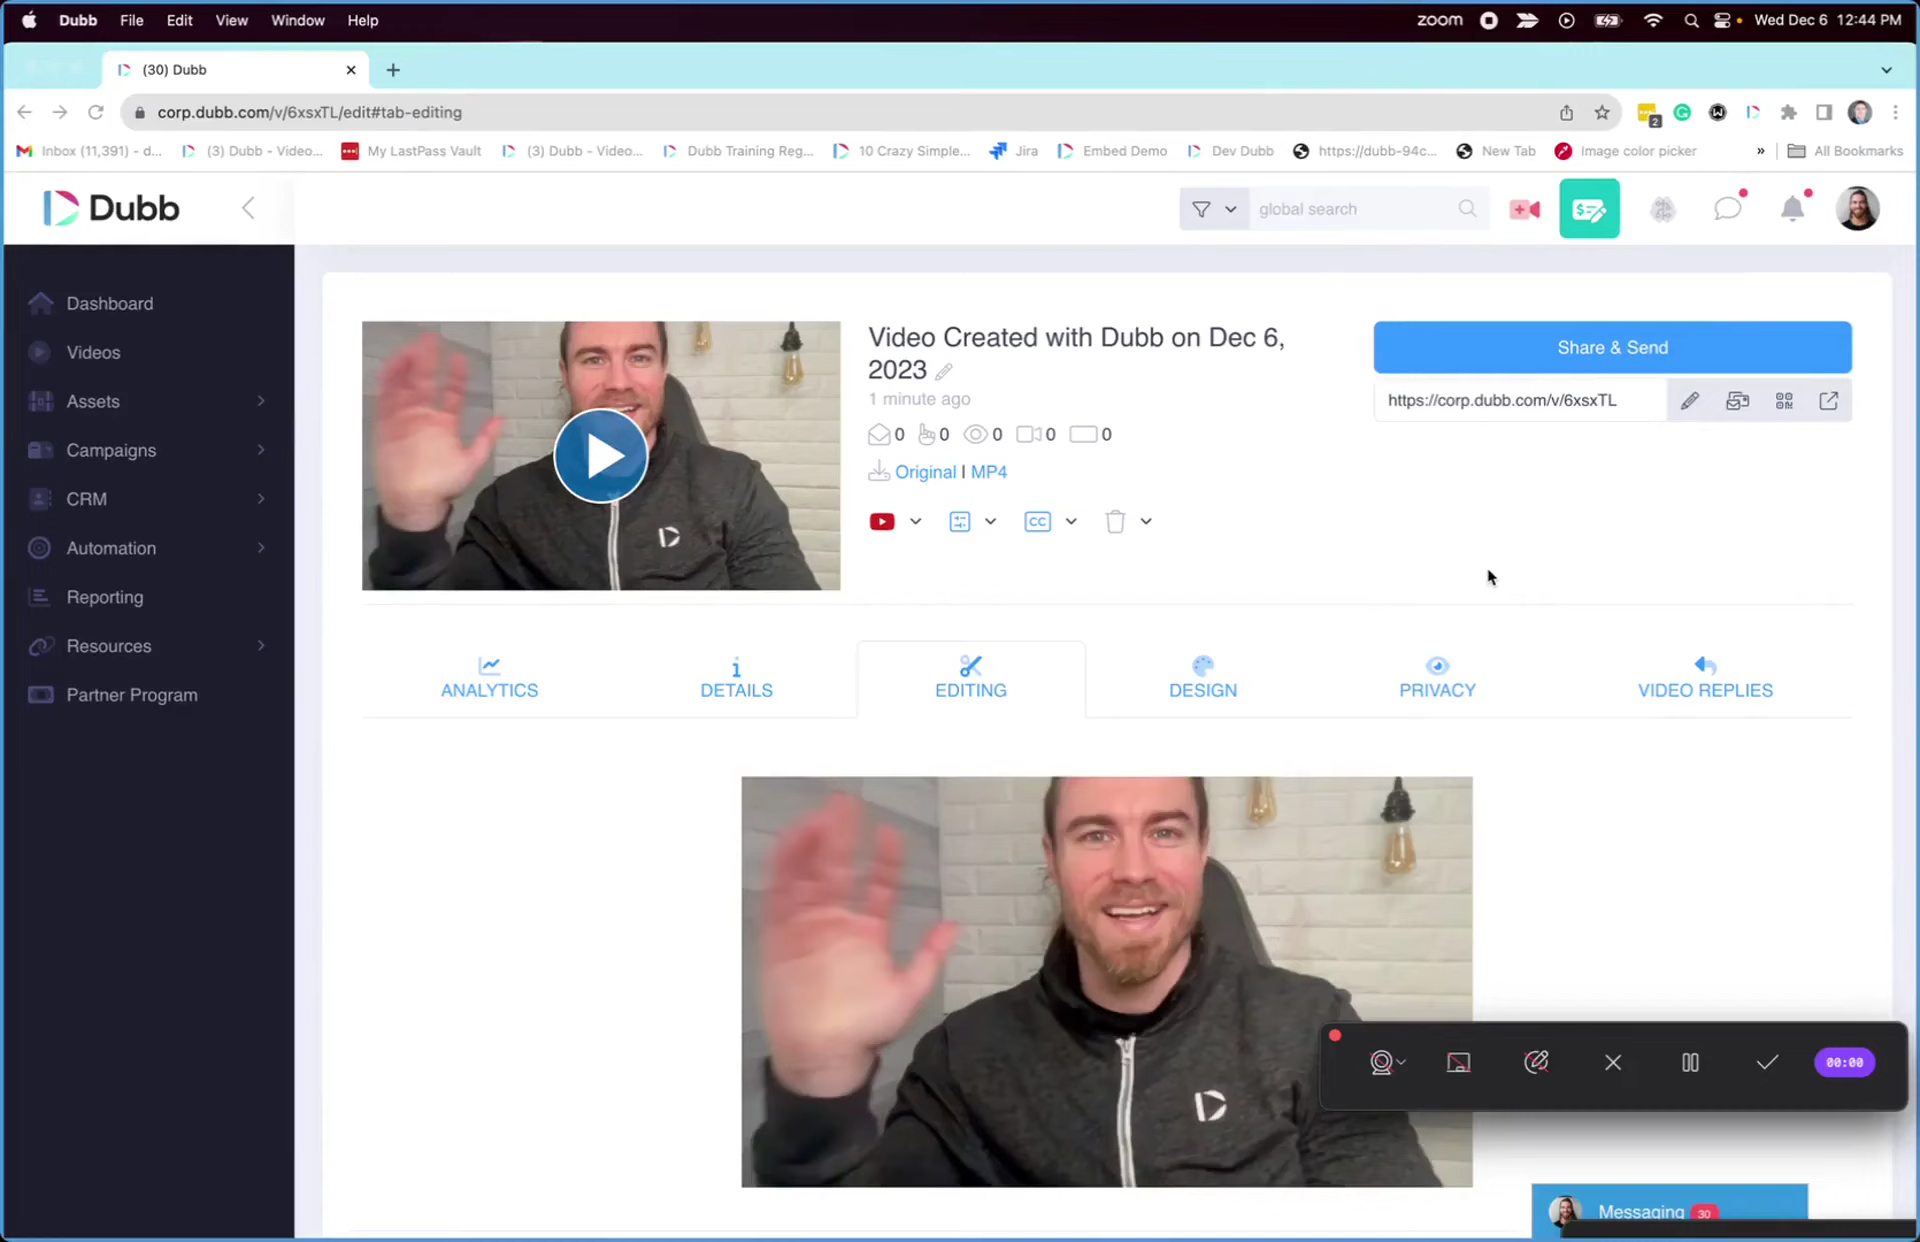 Dubb File Edit View Window Help zoom Wed Dec 6 12:44 PM
(30) Dubb
corp.dubb.com/v/6xsxTL/edit#tab-editing
2
Inbox (11,391) - d... (3) Dubb - Video... My LastPass Vault (3) Dubb - Video... Dubb Training Reg... 10 Crazy Simple... Jira Embed Demo Dev Dubb https://dubb-94c... New Tab Image color picker » All Bookmarks
Dubb
global search
Dashboard
Videos
Assets
Campaigns
CRM
Automation
Reporting
Resources
Partner Program
Video Created with Dubb on Dec 6,
2023
1 minute ago
0 0 0 0 0
Original | MP4
CC
Share & Send
https://corp.dubb.com/v/6xsxTL
ANALYTICS
DETAILS
EDITING
DESIGN
PRIVACY
VIDEO REPLIES
00:00
Messaging 30